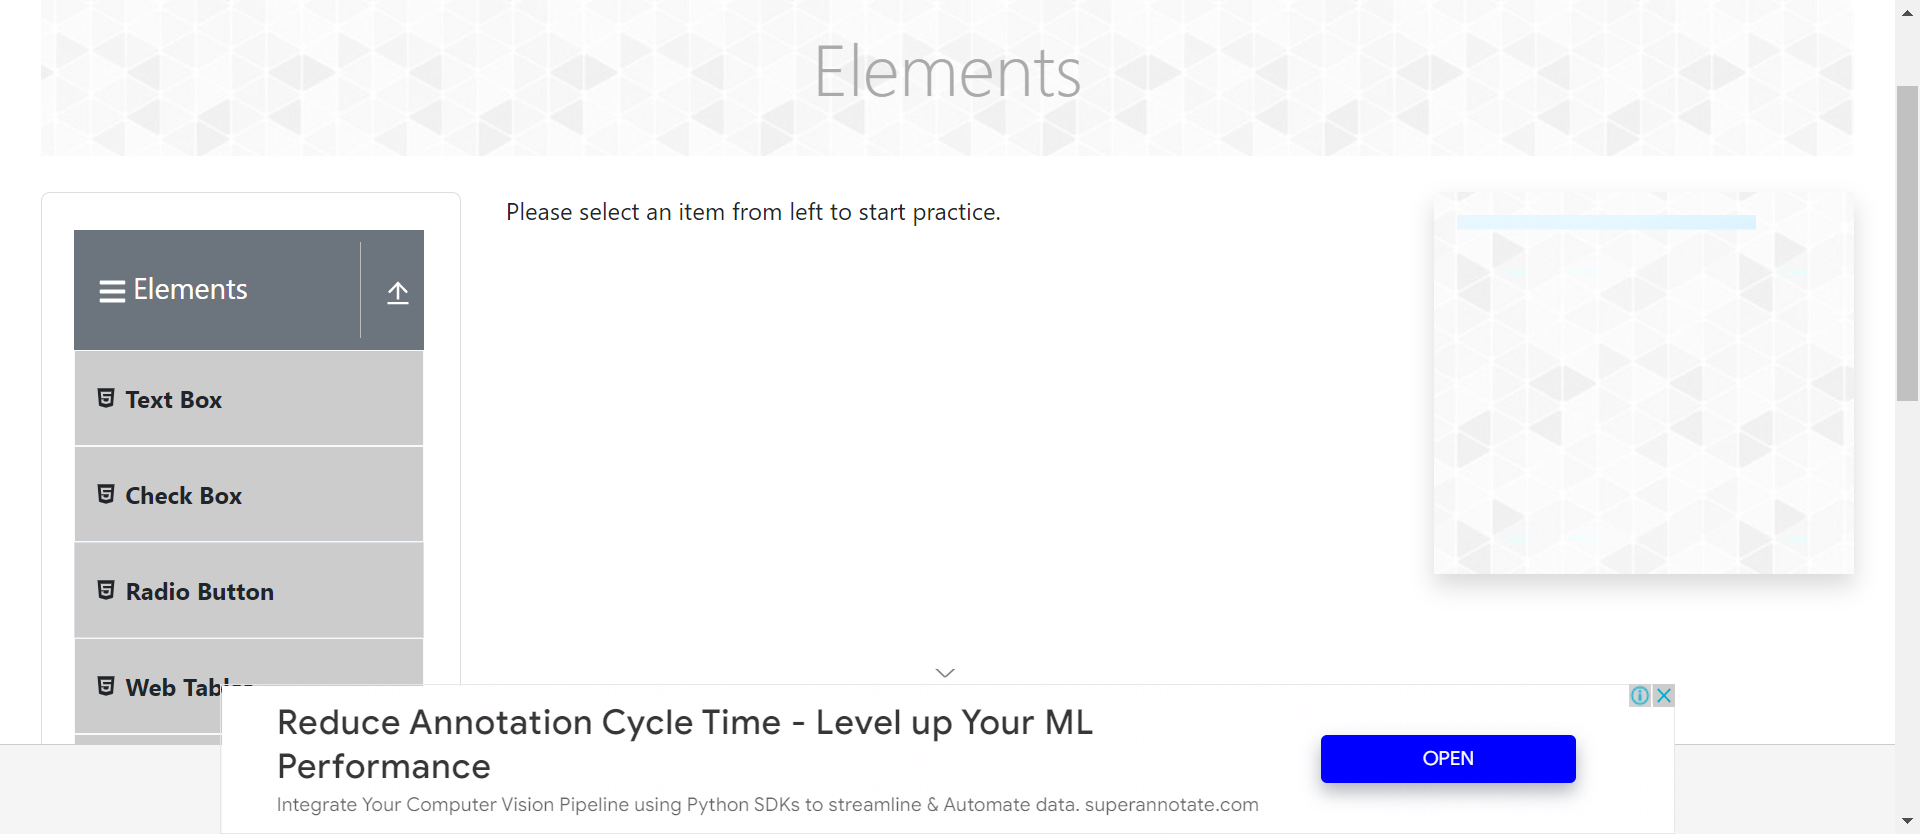 Elements
Please select an item from left to start practice.
Elements
Text Box
Check Box
Radio Button
Web Tables
Reduce Annotation Cycle Time - Level up Your ML
Performance
OPEN
Integrate Your Computer Vision Pipeline using Python SDKs to streamline & Automate data. superannotate.com